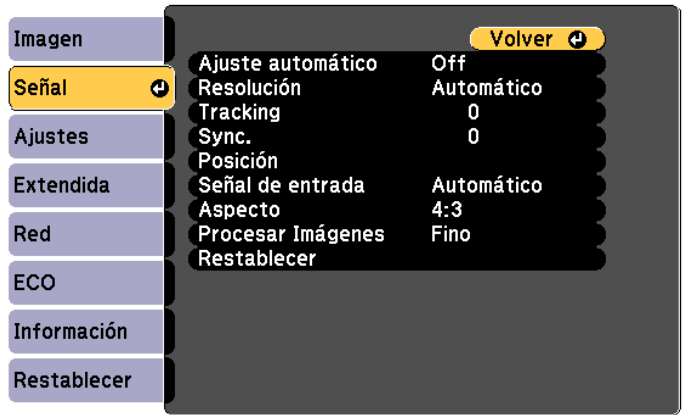 Imagen
Señal
Ajustes
Extendida
Red
ECO
Información
Restablecer
Volver
Ajuste automático Off
Resolución Automático
Tracking 0
Sync. 0
Posición
Señal de entrada Automático
Aspecto 4:3
Procesar Imágenes Fino
Restablecer